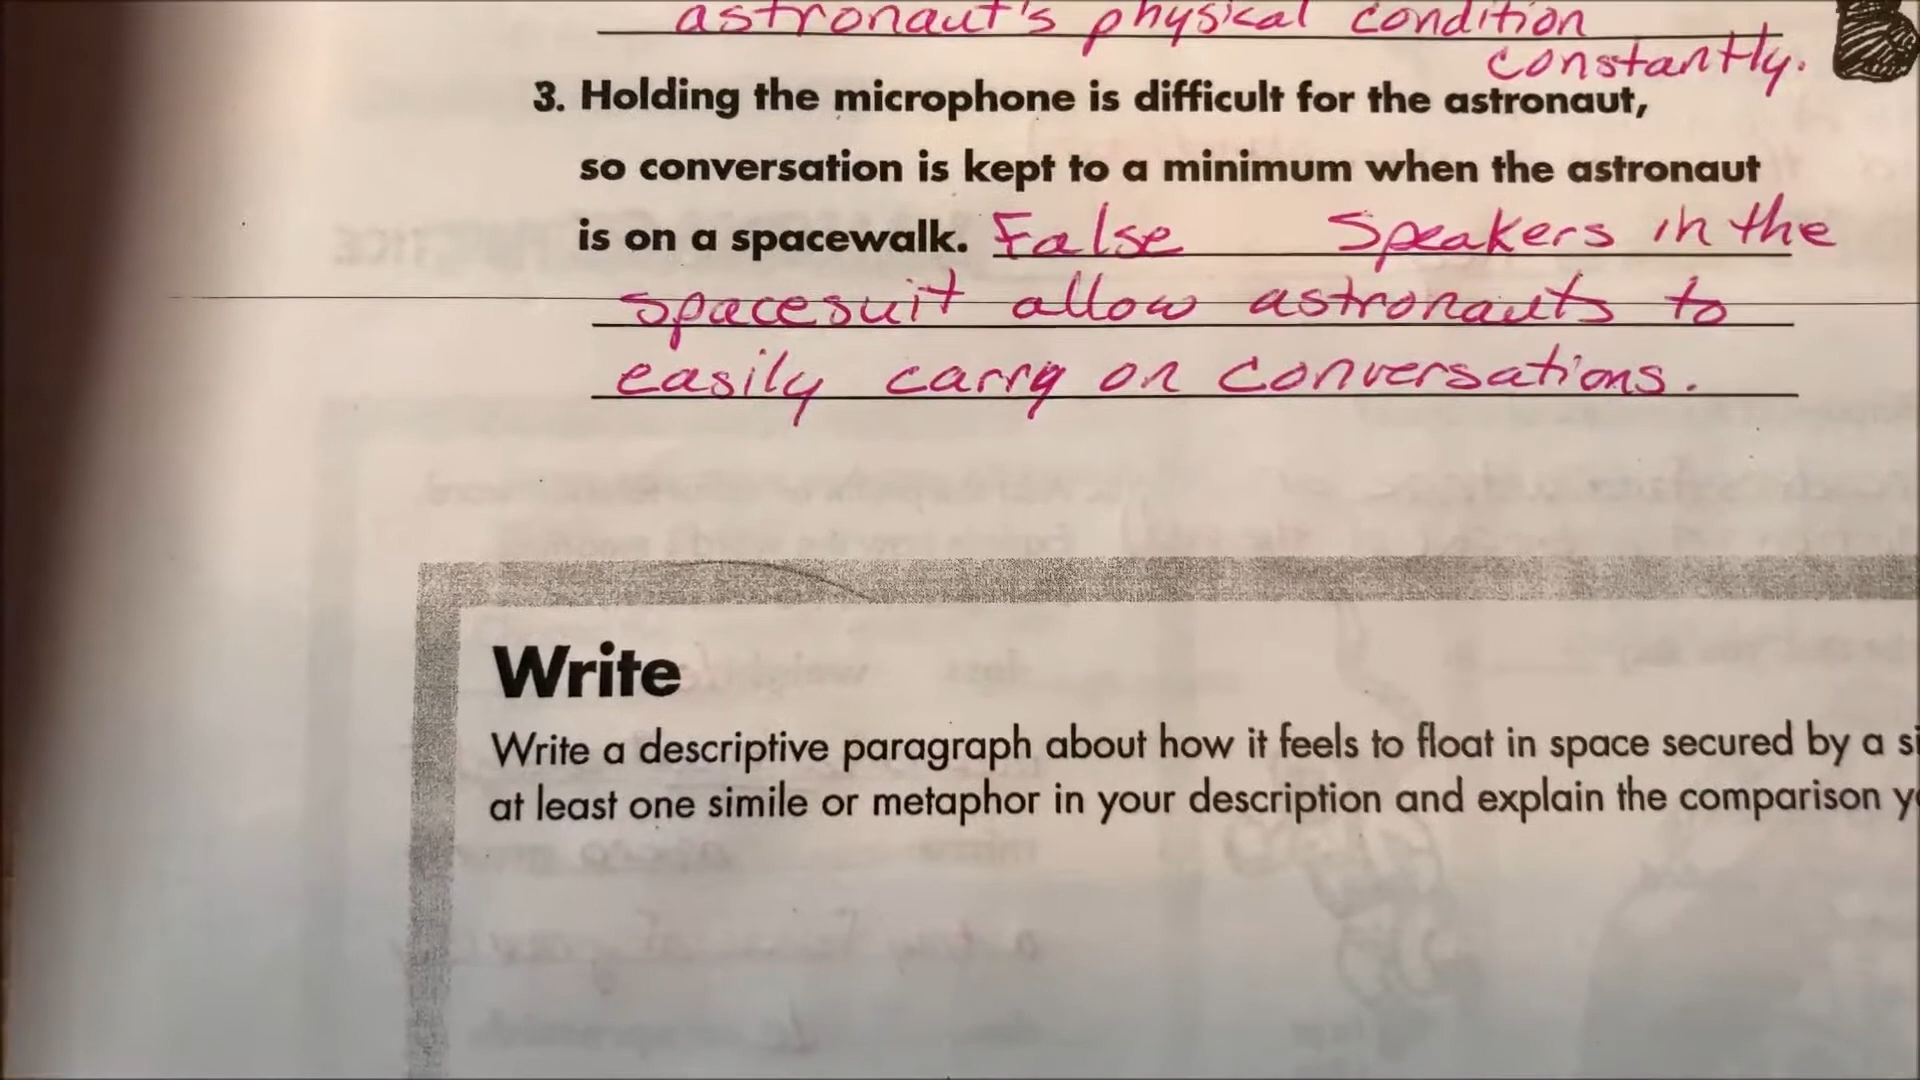 astronaut's physical condition
constantly.
3. Holding the microphone is difficult for the astronaut,
so conversation is kept to a minimum when the astronaut
is on a spacewalk. False Speakers in the
spacesuit allow astronauts to
easily carry on conversations.
Write
Write a descriptive paragraph about how it feels to float in space secured by a
at least one simile or metaphor in your description and explain the comparison